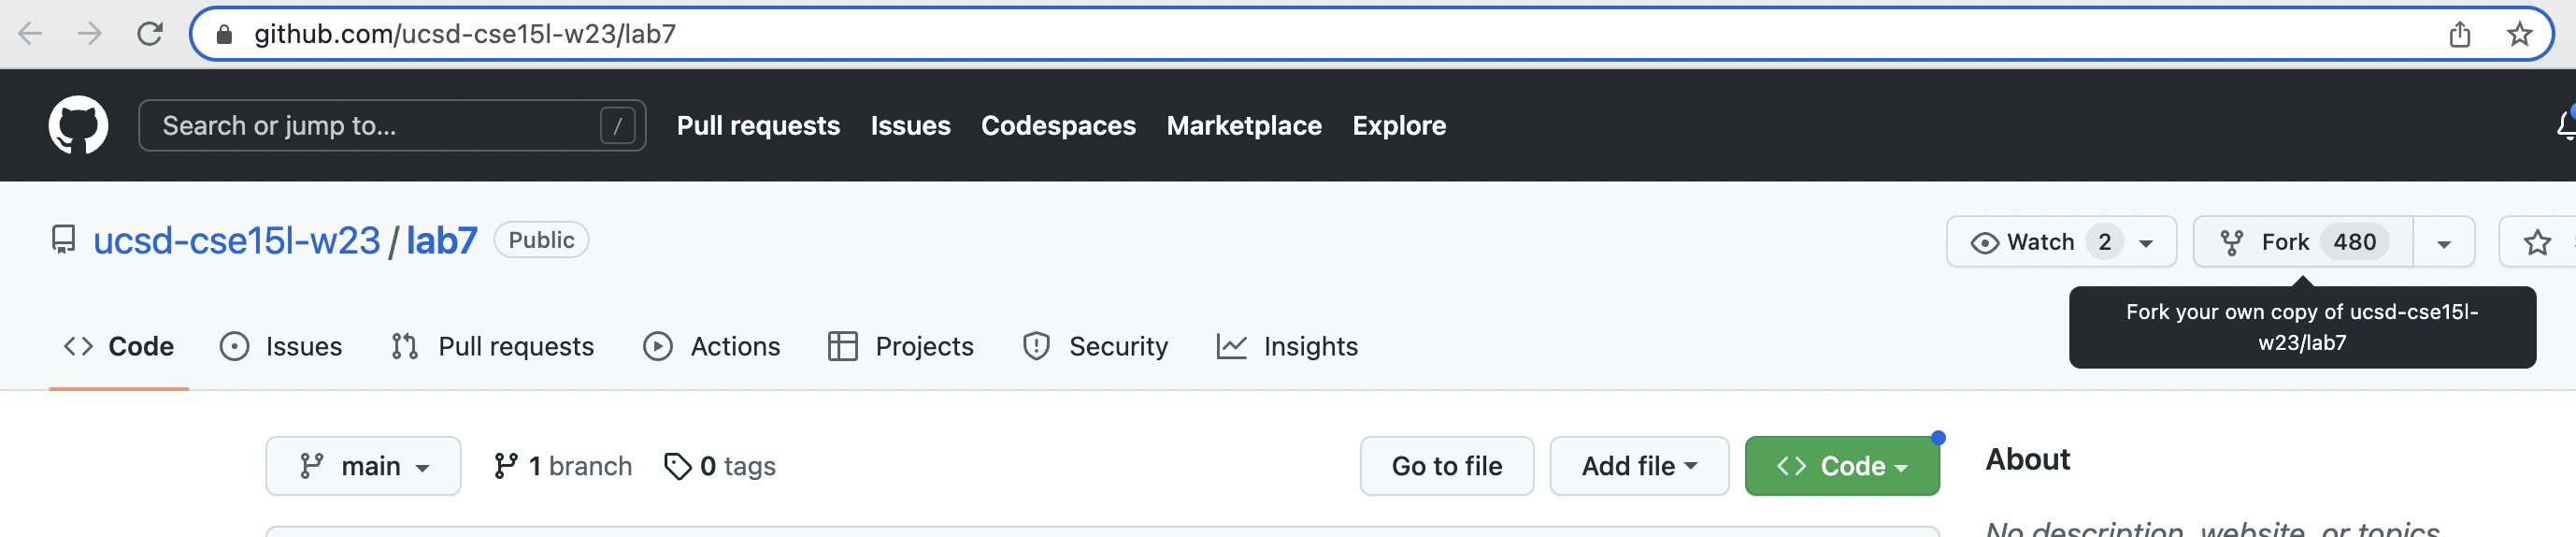 github.com/ucsd-cse15l-w23/lab7
Search or jump to... /
Pull requests Issues Codespaces Marketplace Explore
ucsd-cse15l-w23/lab7 Public
Watch 2 Fork 480
Fork your own copy of ucsd-cse15l-
w23/lab7
Code Issues Pull requests Actions Projects Security Insights
main 1 branch 0 tags Go to file Add file Code About
No description, website, or topics